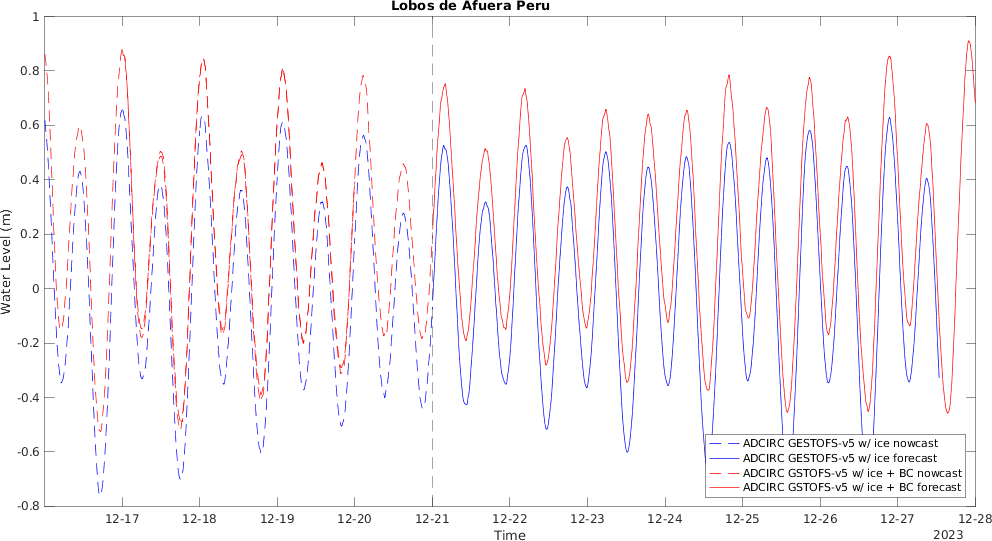 Lobos de Afuera Peru
Water Level (m)
1
0.8
0.6
0.4
0.2
0
-0.2
-0.4
-0.6
-0.8
ADCIRC GESTOFS-v5 w/ ice nowcast
ADCIRC GESTOFS-v5 w/ ice forecast
ADCIRC GSTOFS-v5 w/ ice + BC nowcast
ADCIRC GSTOFS-v5 w/ ice + BC forecast
12-17 12-18 12-19 12-20 12-21 12-22 12-23 12-24 12-25 12-26 12-27 12-28
Time
2023